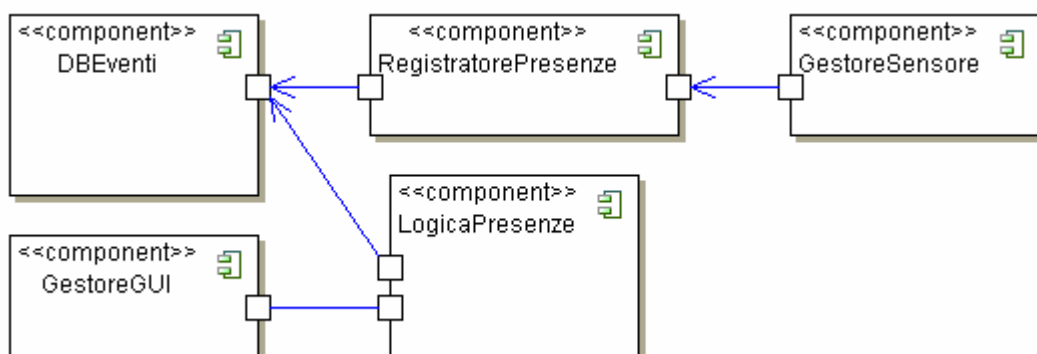 <<component>>
DBEventi
<<component>>
RegistratorePresenze
<<component>>
GestoreSensore
<<component>>
LogicaPresenze
<<component>>
GestoreGUI